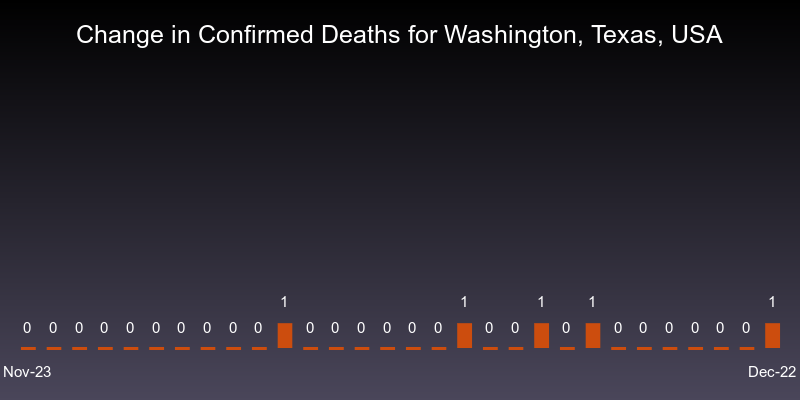 Change in Confirmed Deaths for Washington, Texas, USA
1 1 1 1 1
0 0 0 0 0 0 0 0 0 0 0 0 0 0 0 0 0 0 0 0 0 0 0 0 0
Nov-23 Dec-22